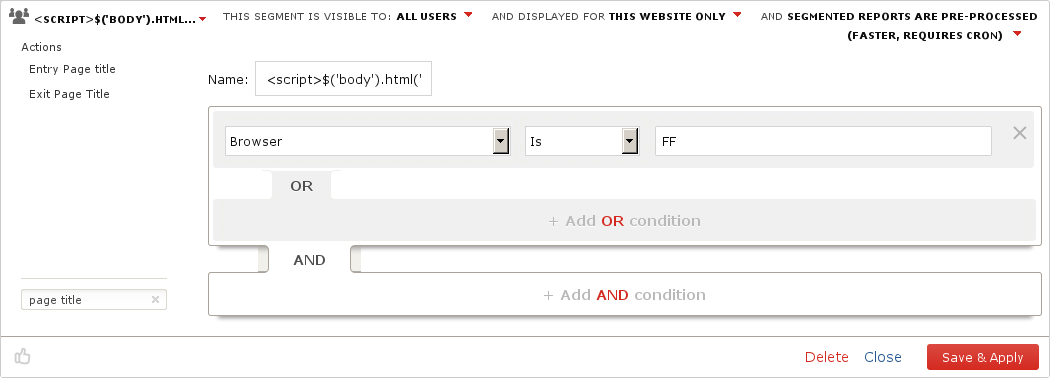 <SCRIPT>$('BODY').HTML... THIS SEGMENT IS VISIBLE TO: ALL USERS AND DISPLAYED FOR THIS WEBSITE ONLY AND SEGMENTED REPORTS ARE PRE-PROCESSED
(FASTER, REQUIRES CRON)
Actions
Entry Page title
Exit Page Title
Name: <script>$('body').html('
Browser Is FF
OR
+ Add OR condition
AND
+ Add AND condition
page title
Delete Close Save & Apply